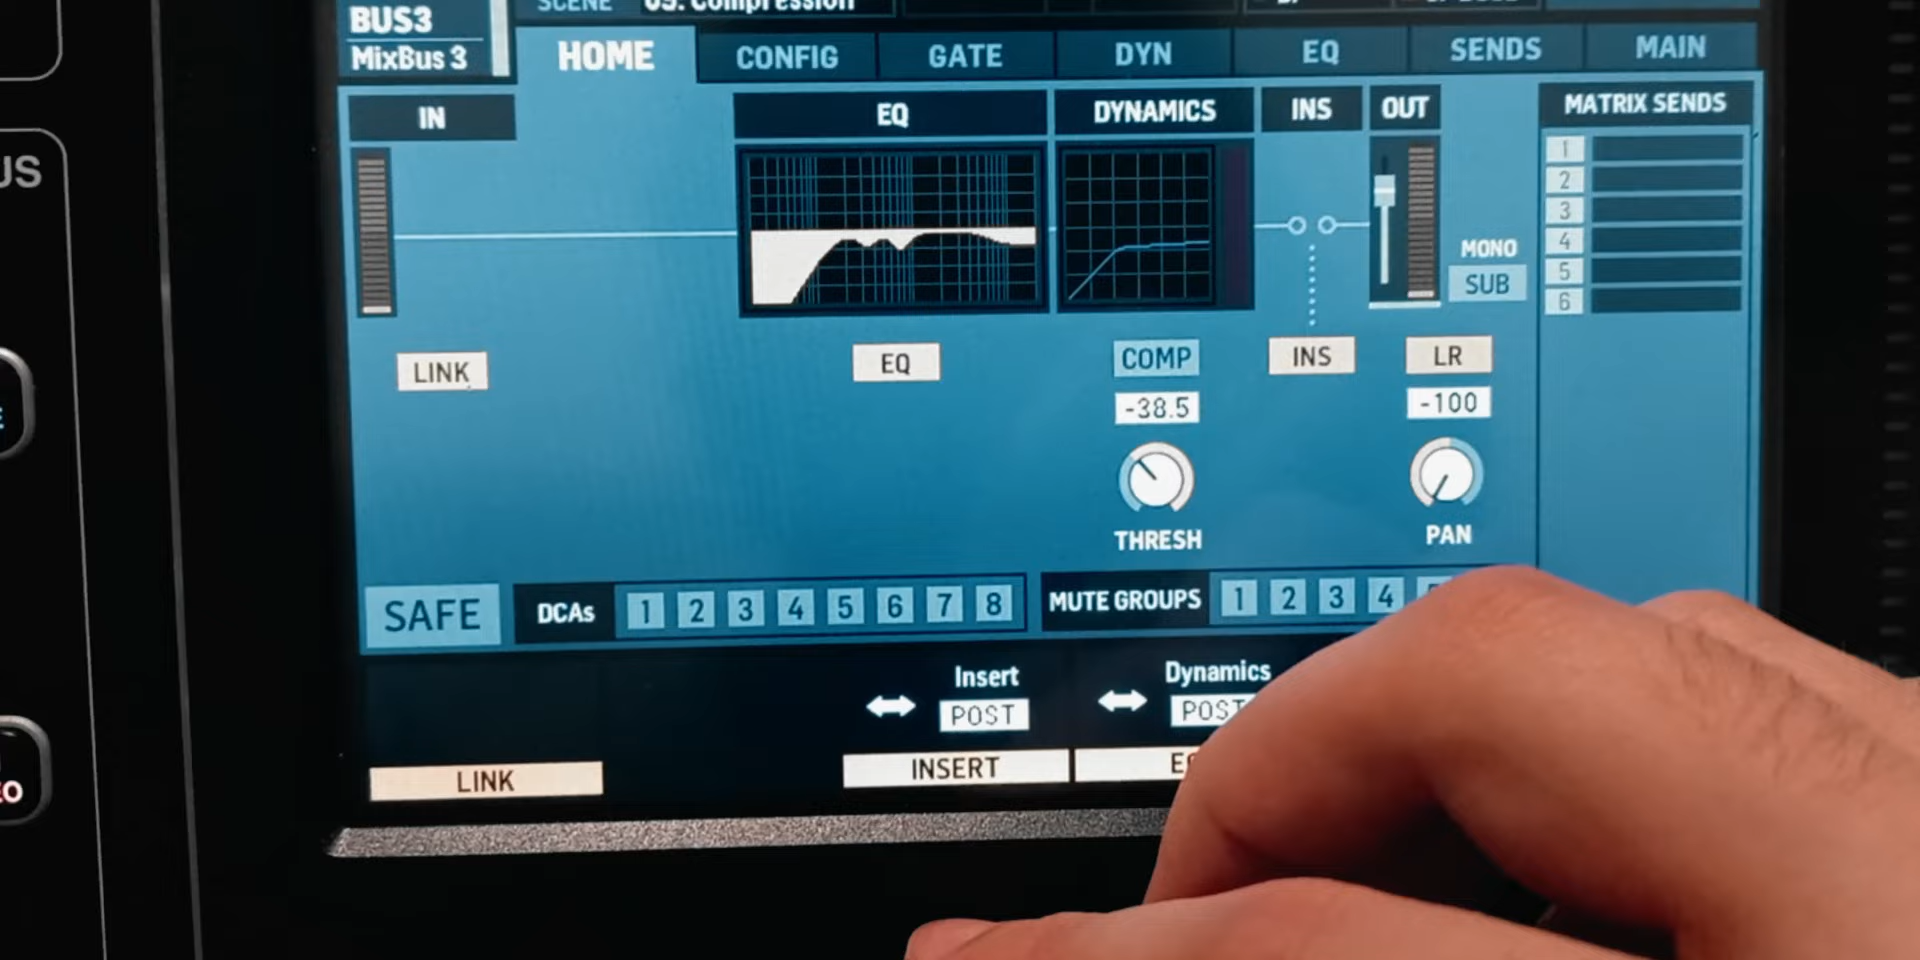 BUS3
SCENE
MixBus 3
HOME
CONFIG
GATE
DYN
EQ
SENDS
MAIN
IN
EQ
DYNAMICS
INS
OUT
MATRIX SENDS
1
2
3
4
5
6
MONO
SUB
LINK
EQ
COMP
INS
LR
-38.5
-100
THRESH
PAN
SAFE
DCAs 1 2 3 4 5 6 7 8
MUTE GROUPS 1 2 3 4
Insert
POST
Dynamics
POST
LINK
INSERT